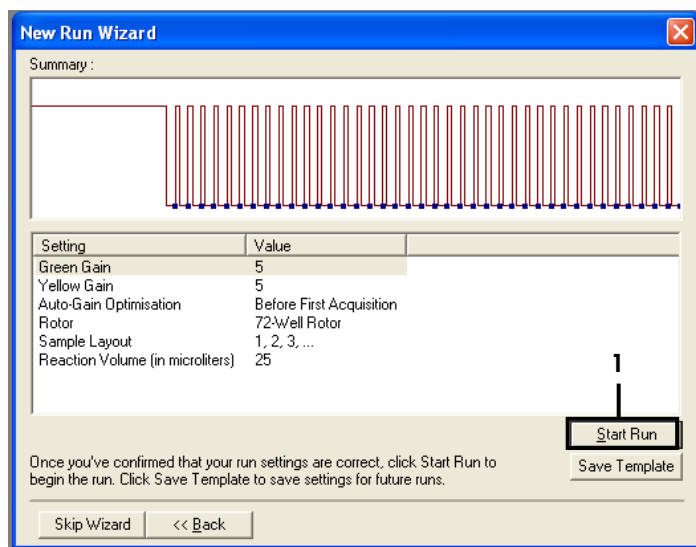 New Run Wizard
Summary :
Setting Value
Green Gain 5
Yellow Gain 5
Auto-Gain Optimisation Before First Acquisition
Rotor 72-Well Rotor
Sample Layout 1, 2, 3, ...
Reaction Volume (in microliters) 25
1
Start Run
Once you've confirmed that your run settings are correct, click Start Run to
begin the run. Click Save Template to save settings for future runs.
Save Template
Skip Wizard << Back